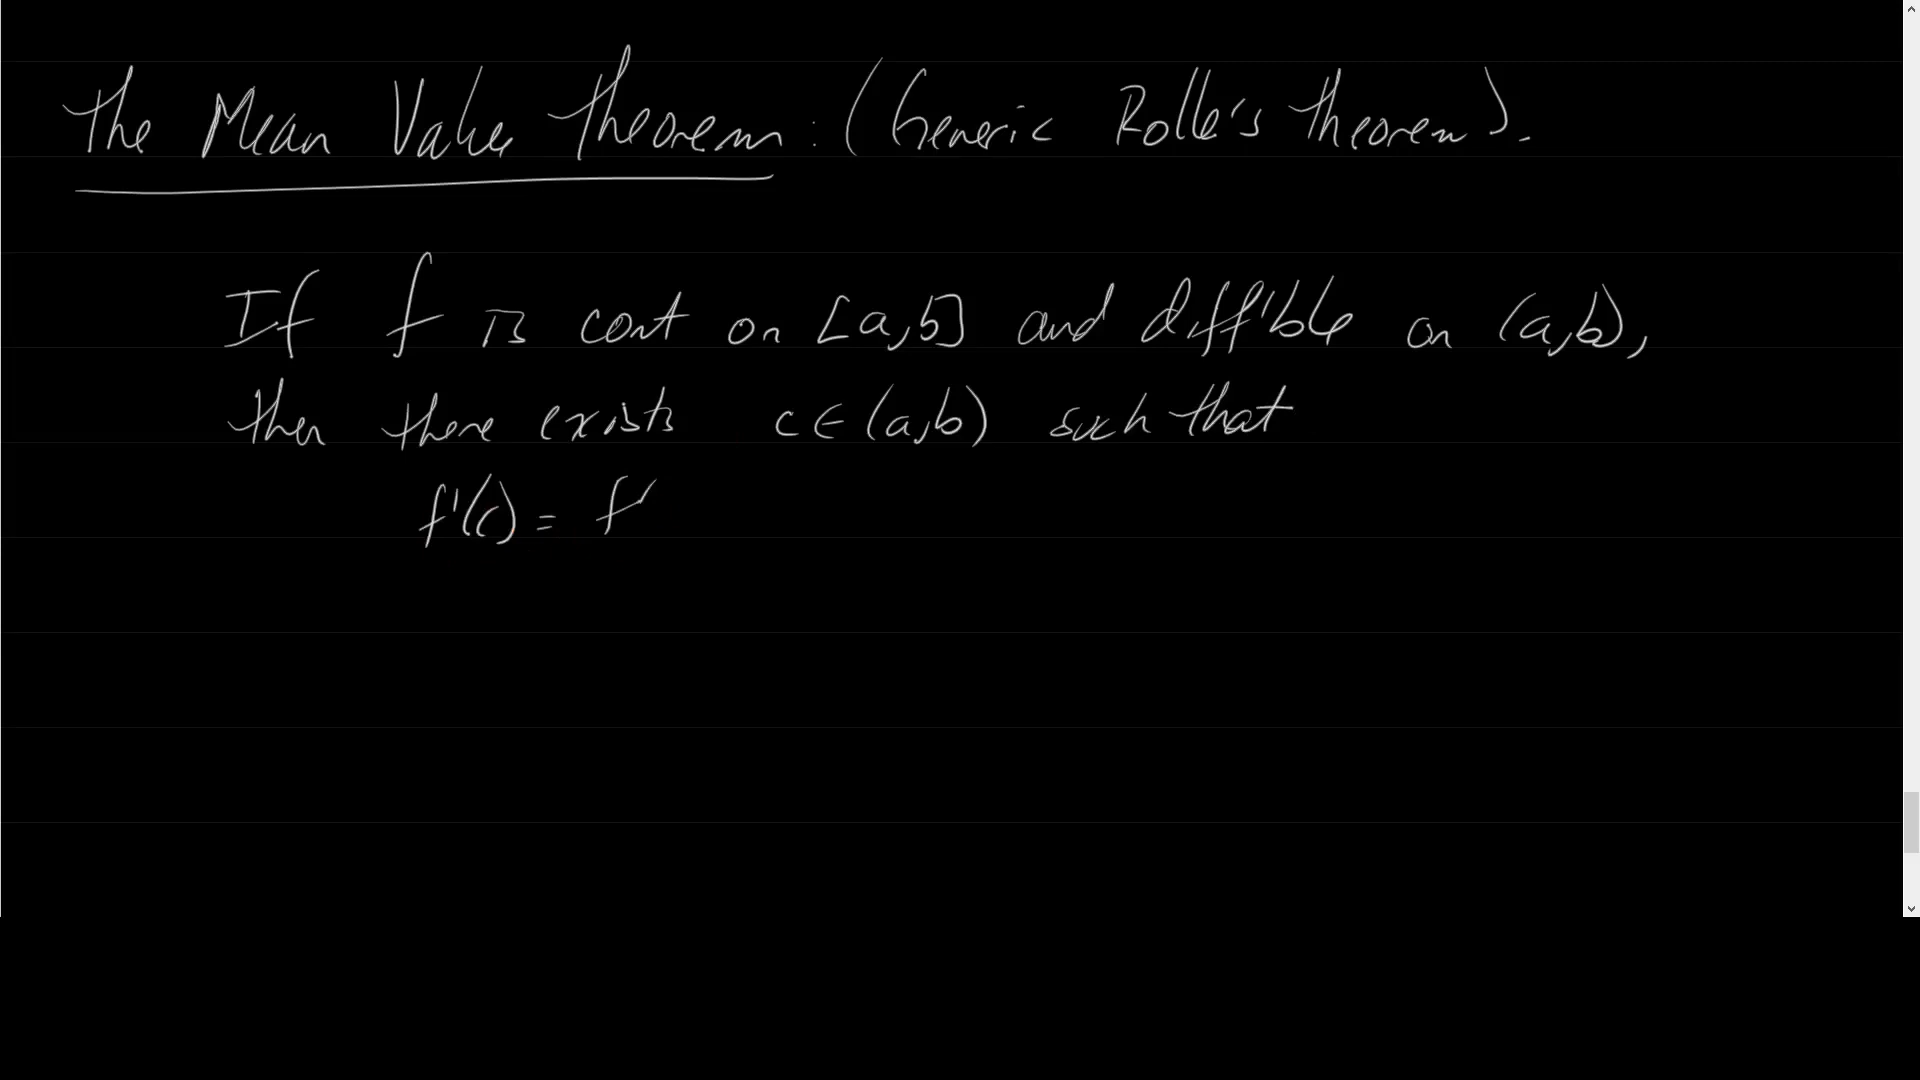 The Mean Value Theorem: (Generic Rolle's Theorem).
If f is cont on [a,b] and diff'ble on (a,b),
then there exists c ∈ (a,b) such that
f'(c) = f